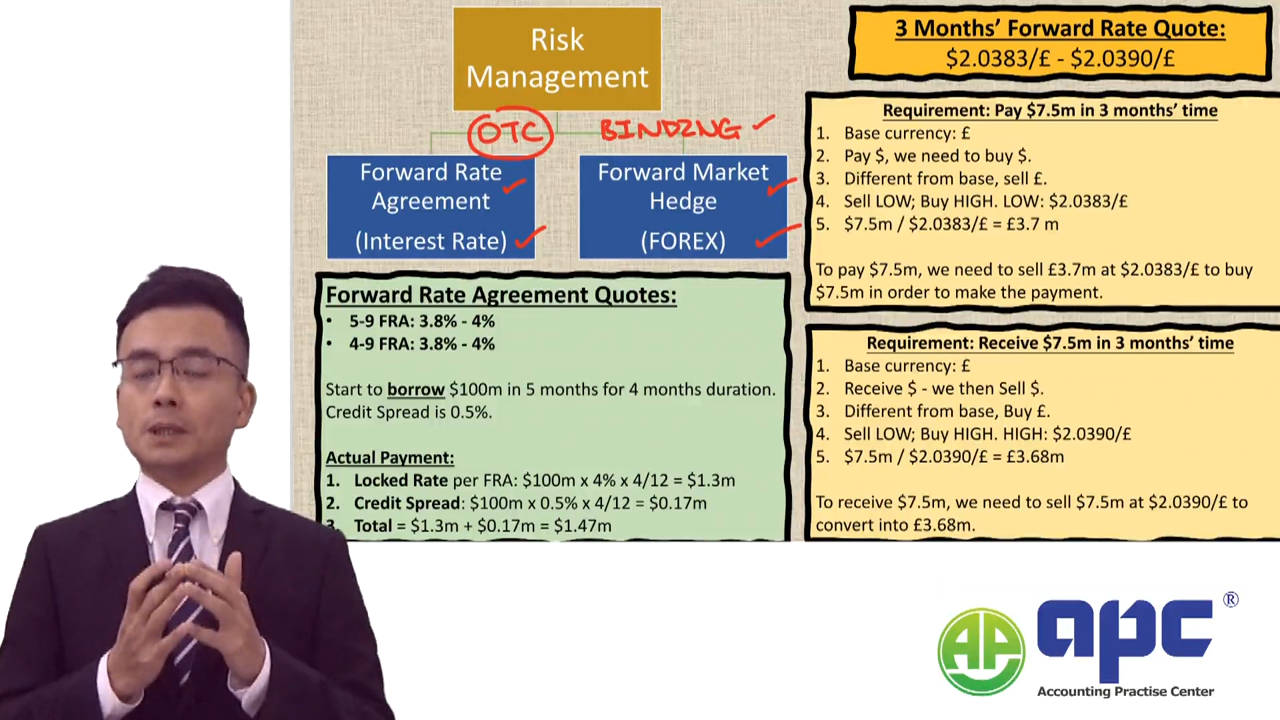 Risk
Management
OTC
BINDING
Forward Rate
Agreement
(Interest Rate)
Forward Market
Hedge
(FOREX)
Forward Rate Agreement Quotes:
• 5-9 FRA: 3.8% - 4%
• 4-9 FRA: 3.8% - 4%
Start to borrow $100m in 5 months for 4 months duration.
Credit Spread is 0.5%.
Actual Payment:
1. Locked Rate per FRA: $100m x 4% x 4/12 = $1.3m
2. Credit Spread: $100m x 0.5% x 4/12 = $0.17m
3. Total = $1.3m + $0.17m = $1.47m
3 Months’ Forward Rate Quote:
$2.0383/£ - $2.0390/£
Requirement: Pay $7.5m in 3 months’ time
1. Base currency: £
2. Pay $, we need to buy $.
3. Different from base, sell £.
4. Sell LOW; Buy HIGH. LOW: $2.0383/£
5. $7.5m / $2.0383/£ = £3.7 m
To pay $7.5m, we need to sell £3.7m at $2.0383/£ to buy
$7.5m in order to make the payment.
Requirement: Receive $7.5m in 3 months’ time
1. Base currency: £
2. Receive $ - we then Sell $.
3. Different from base, Buy £.
4. Sell LOW; Buy HIGH. HIGH: $2.0390/£
5. $7.5m / $2.0390/£ = £3.68m
To receive $7.5m, we need to sell $7.5m at $2.0390/£ to
convert into £3.68m.
AP
apc ®
Accounting Practise Center